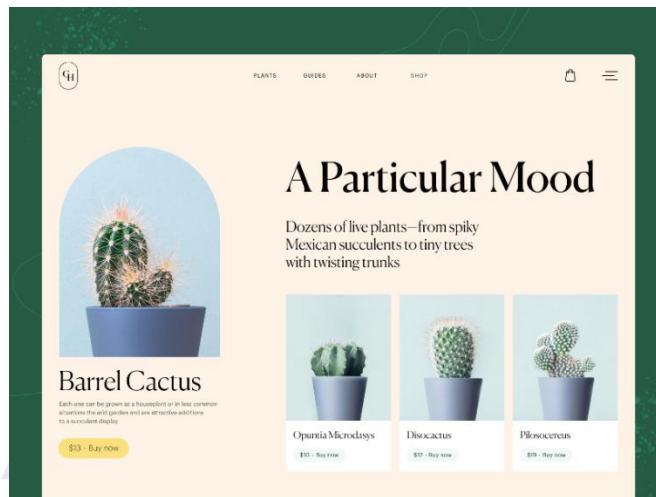 GH
PLANTS
GUIDES
ABOUT
SHOP
A Particular Mood
Dozens of live plants—from spiky
Mexican succulents to tiny trees
with twisting trunks
Barrel Cactus
Each one can be grown as a houseplant or in less common
situations the arid garden and are attractive additions
to a succulent display
$13 - Buy now
Opuntia Microdasys
$10 - Buy now
Disocactus
$17 - Buy now
Pilosocereus
$19 - Buy now